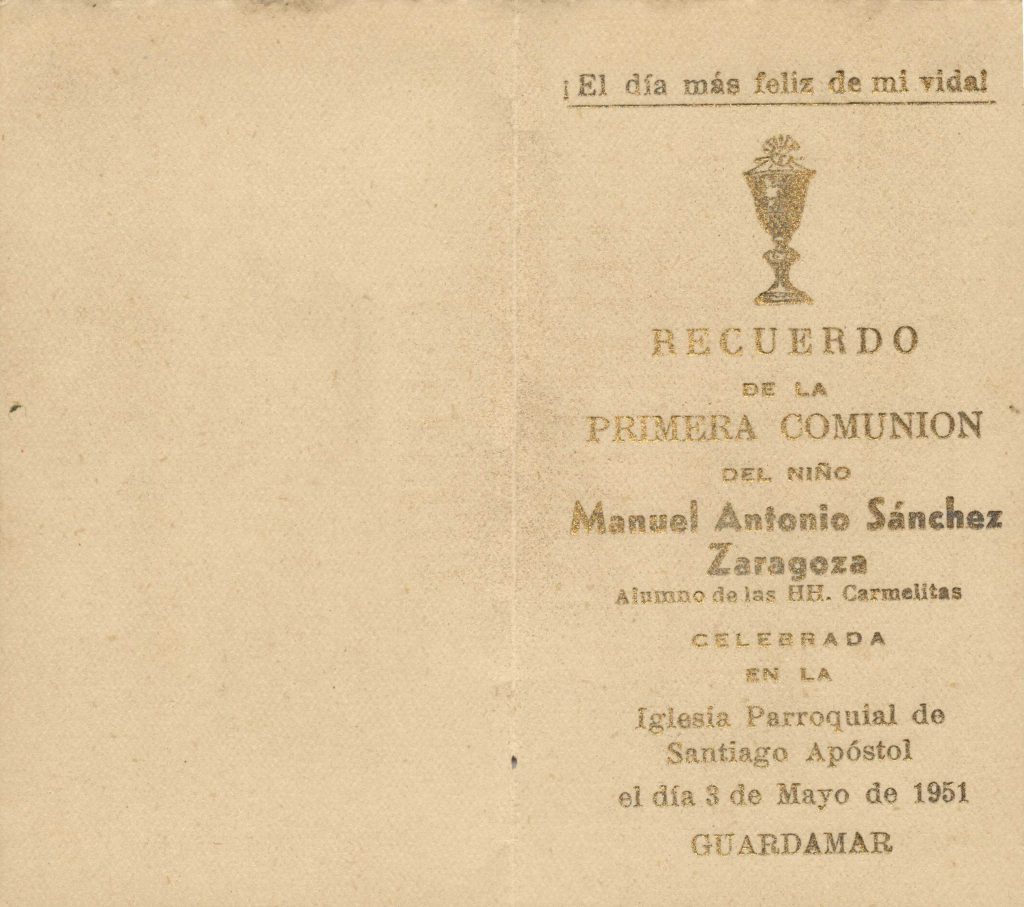 ¡El día más feliz de mi vida!
RECUERDO
DE LA
PRIMERA COMUNION
DEL NIÑO
Manuel Antonio Sánchez
Zaragoza
Alumno de las HH. Carmelitas
CELEBRADA
EN LA
Iglesia Parroquial de
Santiago Apóstol
el día 3 de Mayo de 1951
GUARDAMAR